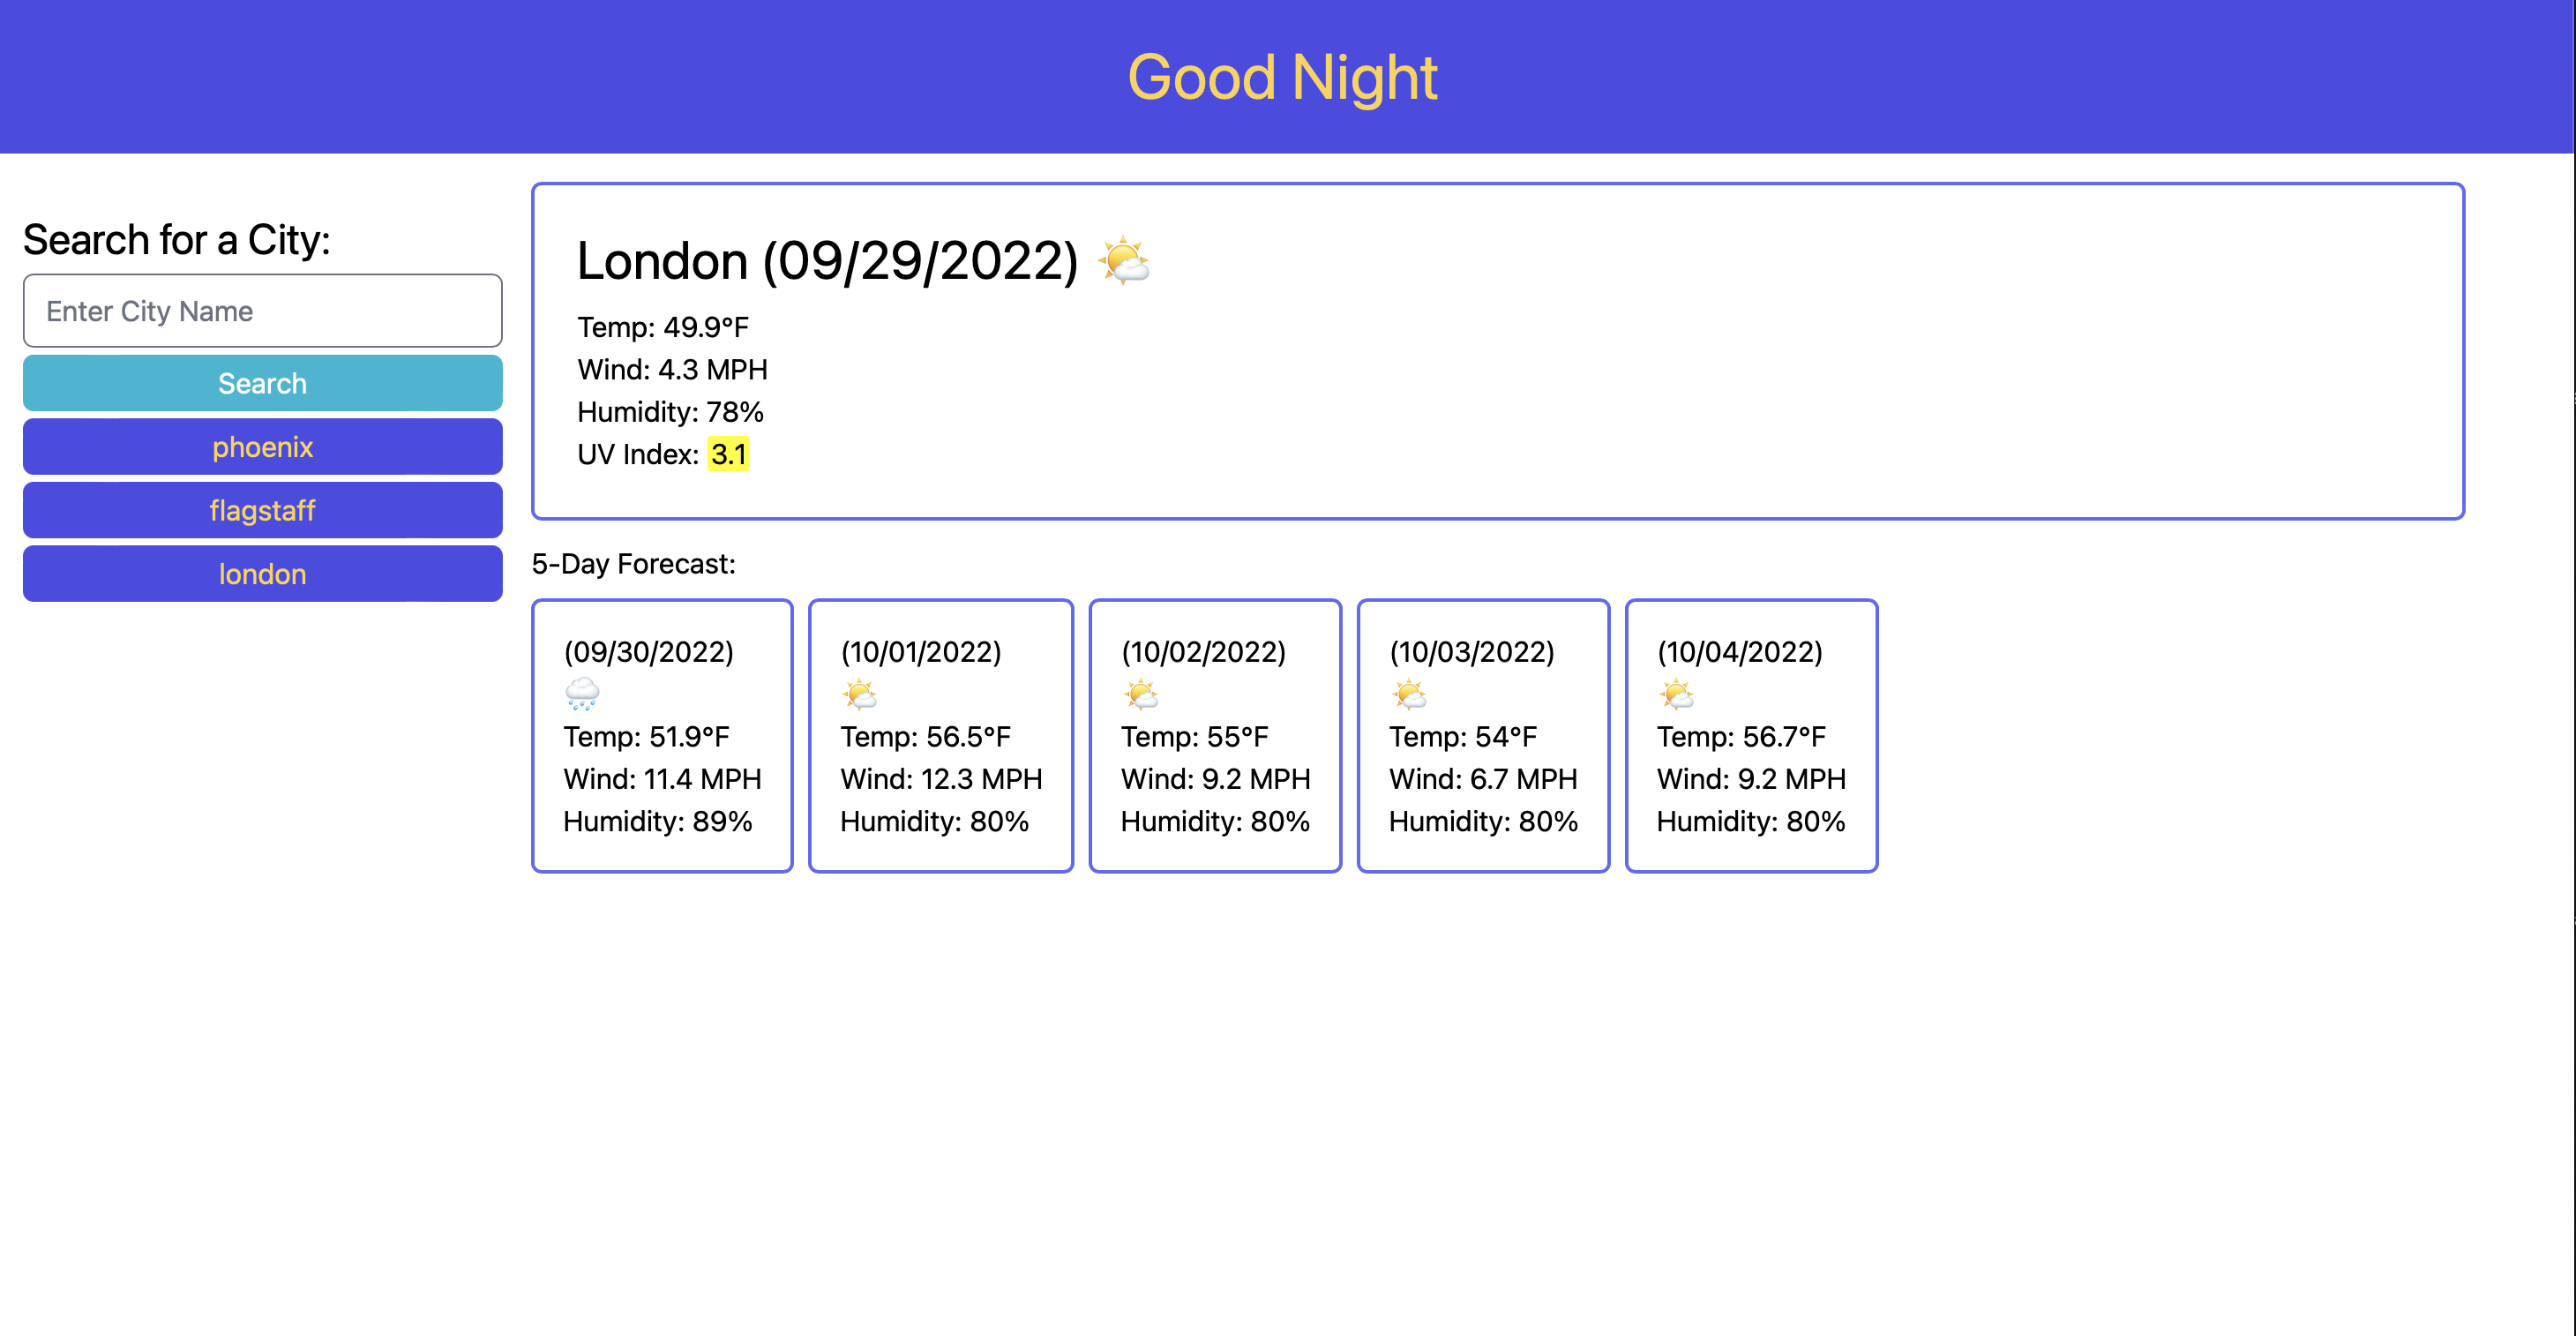 Good Night
Search for a City:
Enter City Name
Search
phoenix
flagstaff
london
London (09/29/2022) 🌤️
Temp: 49.9°F
Wind: 4.3 MPH
Humidity: 78%
UV Index: 3.1
5-Day Forecast:
(09/30/2022)
🌧️
Temp: 51.9°F
Wind: 11.4 MPH
Humidity: 89%
(10/01/2022)
🌤️
Temp: 56.5°F
Wind: 12.3 MPH
Humidity: 80%
(10/02/2022)
🌤️
Temp: 55°F
Wind: 9.2 MPH
Humidity: 80%
(10/03/2022)
🌤️
Temp: 54°F
Wind: 6.7 MPH
Humidity: 80%
(10/04/2022)
🌤️
Temp: 56.7°F
Wind: 9.2 MPH
Humidity: 80%